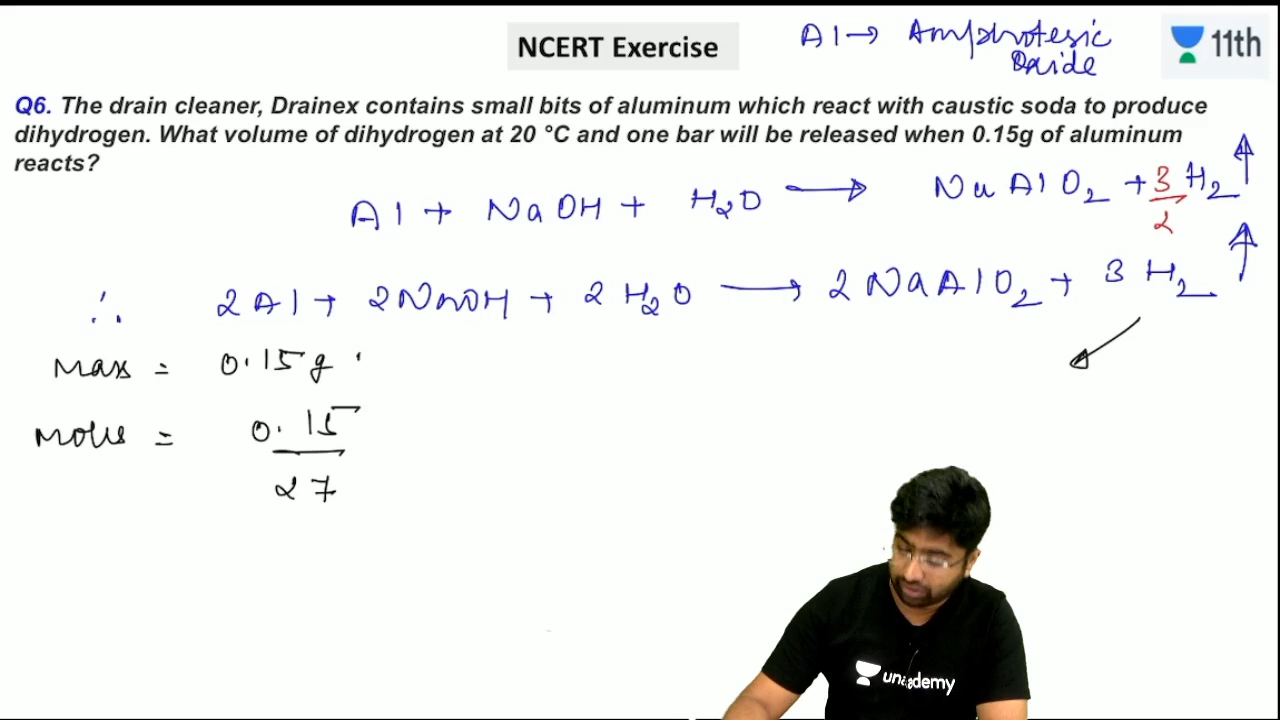 NCERT Exercise
Al → Amphoteric
Oxide
11th
Q6. The drain cleaner, Drainex contains small bits of aluminum which react with caustic soda to produce
dihydrogen. What volume of dihydrogen at 20 °C and one bar will be released when 0.15g of aluminum
reacts?
Al + NaOH + H₂O → NaAlO₂ + 3/2 H₂ ↑
∴ 2Al + 2NaOH + 2H₂O → 2NaAlO₂ + 3H₂ ↑
Mass = 0.15g
Moles = 0.15
27
unacademy